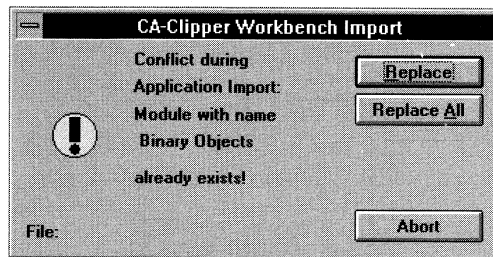 CA-Clipper Workbench Import
Conflict during
Application Import:
Module with name
Binary Objects
already exists!
File:
Replace
Replace All
Abort